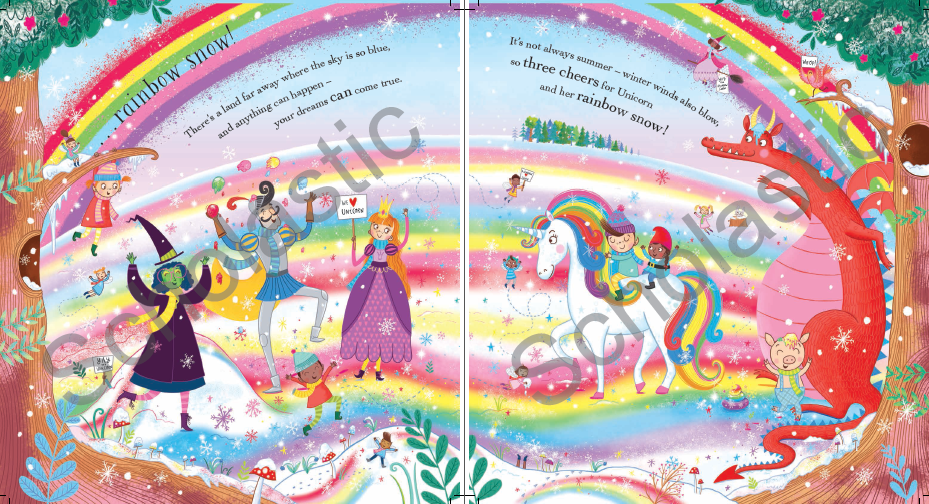 rainbow snow!
There's a land far away where the sky is so blue,
and anything can happen –
your dreams can come true.
It's not always summer – winter winds also blow,
so three cheers for Unicorn
and her rainbow snow!
WE ❤ UNICORN
Scholastic
Scholastic